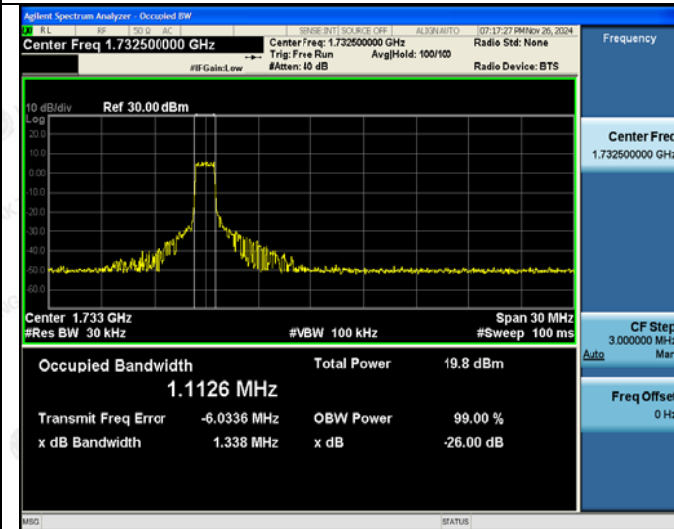 Agilent Spectrum Analyzer - Occupied BW
RL RF 50 Ω AC SENSE:INT SOURCE OFF ALIGN AUTO 07:17:27 PM Nov 26, 2024
Center Freq 1.732500000 GHz
Center Freq: 1.732500000 GHz
Radio Std: None
Trig: Free Run Avg|Hold: 100/100
#IFGain:Low #Atten: 40 dB Radio Device: BTS
10 dB/div Ref 30.00 dBm
Log
20.0
10.0
0.00
-10.0
-20.0
-30.0
-40.0
-50.0
-60.0
Center 1.733 GHz Span 30 MHz
#Res BW 30 kHz #VBW 100 kHz #Sweep 100 ms
Occupied Bandwidth Total Power 19.8 dBm
1.1126 MHz
Transmit Freq Error -6.0336 MHz OBW Power 99.00 %
x dB Bandwidth 1.338 MHz x dB -26.00 dB
MSG STATUS
Frequency
Center Freq
1.732500000 GHz
CF Step
3.000000 MHz
Auto Man
Freq Offset
0 Hz